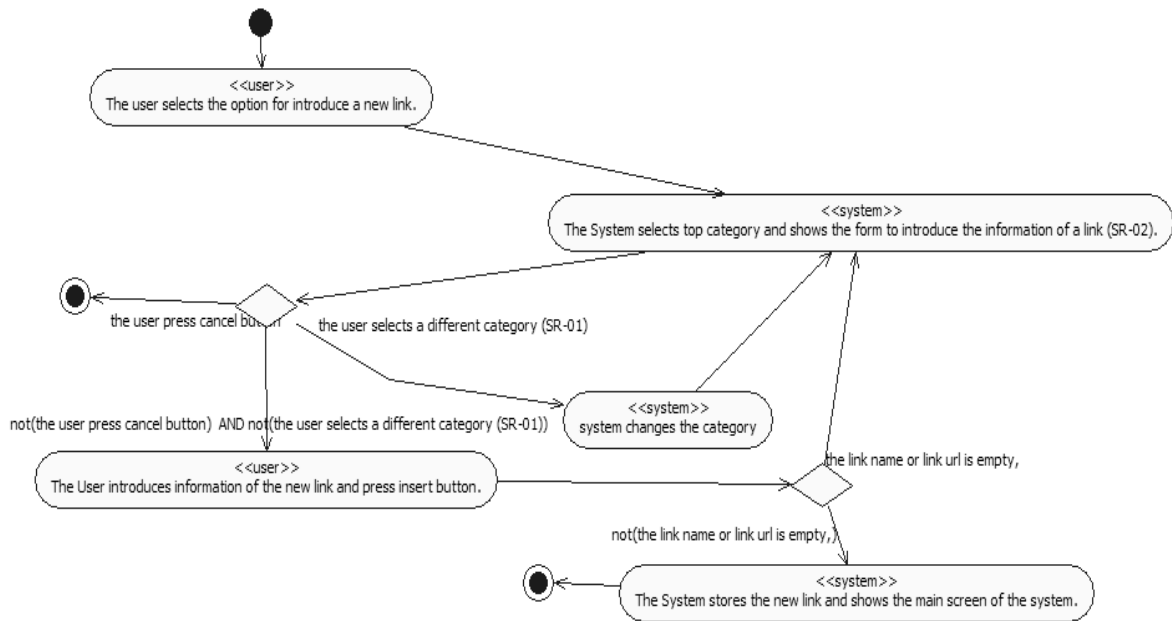 <<user>>
The user selects the option for introduce a new link.
<<system>>
The System selects top category and shows the form to introduce the information of a link (SR-02).
the user press cancel button
the user selects a different category (SR-01)
<<system>>
system changes the category
not(the user press cancel button) AND not(the user selects a different category (SR-01))
<<user>>
The User introduces information of the new link and press insert button.
the link name or link url is empty,
not(the link name or link url is empty,)
<<system>>
The System stores the new link and shows the main screen of the system.